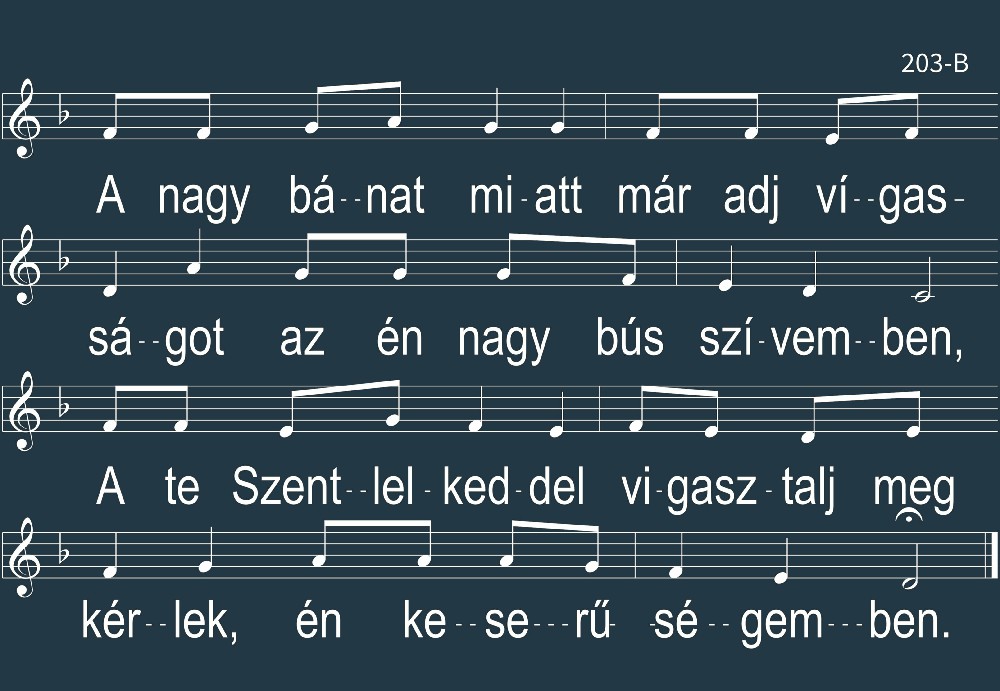 203-B
A nagy bá--nat mi-att már adj ví--gas-
sá--got az én nagy bús szí-vem--ben,
A te Szent--lel-ked-del vi-gasz-talj meg
kér--lek, én ke--se---rű- -sé--gem---ben.